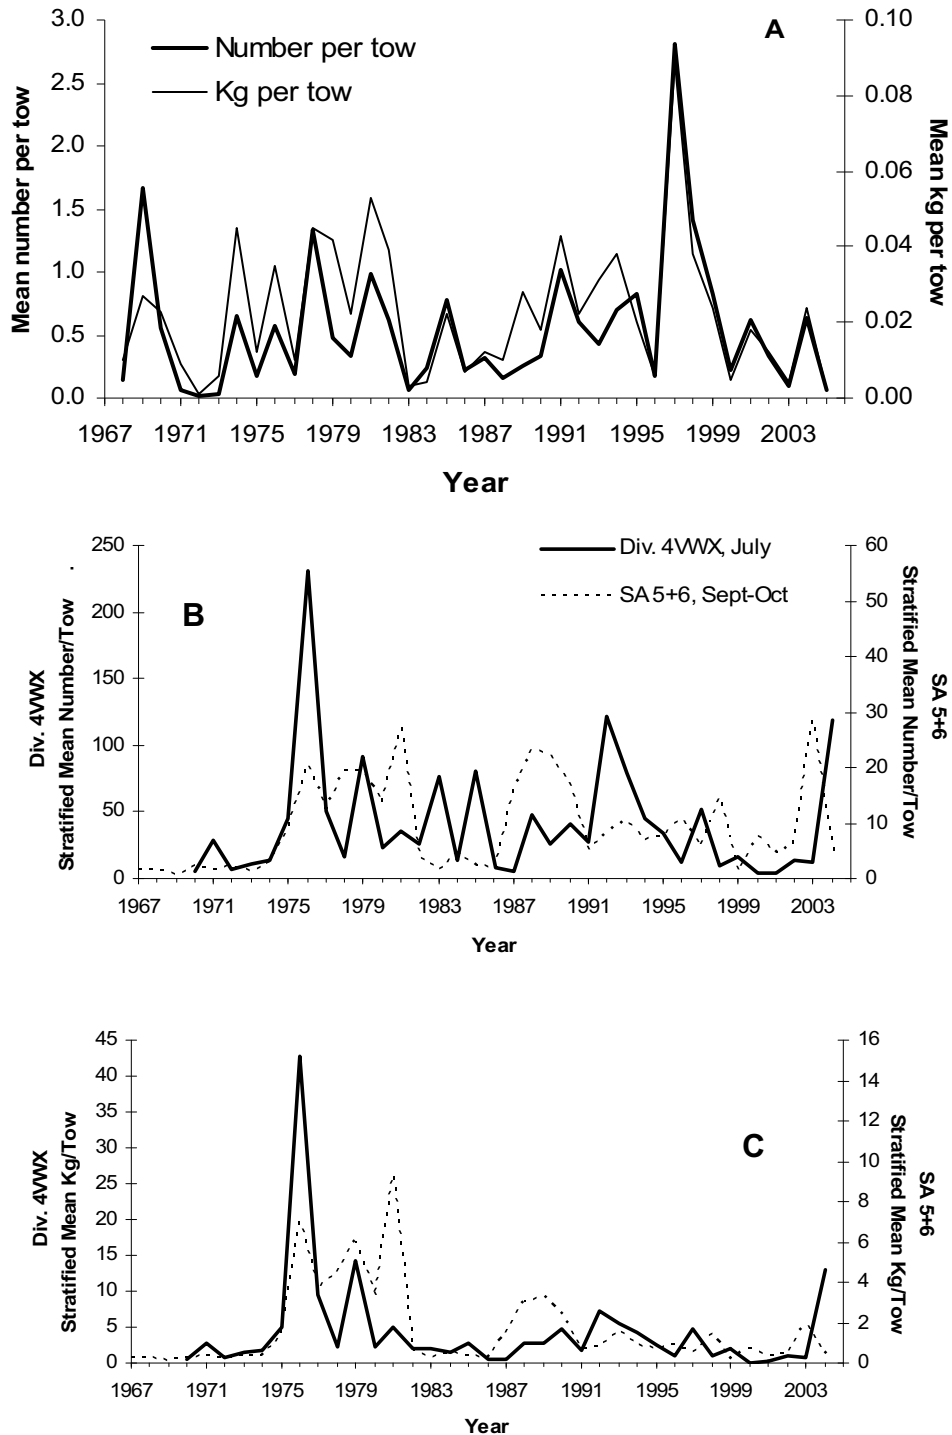 A
Number per tow
Kg per tow
Mean number per tow
3.0
2.5
2.0
1.5
1.0
0.5
0.0
Mean kg per tow
0.10
0.08
0.06
0.04
0.02
0.00
1967 1971 1975 1979 1983 1987 1991 1995 1999 2003
Year
B
Div. 4VWX, July
SA 5+6, Sept-Oct
Div. 4VWX
Stratified Mean Number/Tow
250
200
150
100
50
0
SA 5+6
Stratified Mean Number/Tow
60
50
40
30
20
10
0
1967 1971 1975 1979 1983 1987 1991 1995 1999 2003
Year
C
Div. 4VWX
Stratified Mean Kg/Tow
45
40
35
30
25
20
15
10
5
0
SA 5+6
Stratified Mean Kg/Tow
16
14
12
10
8
6
4
2
0
1967 1971 1975 1979 1983 1987 1991 1995 1999 2003
Year